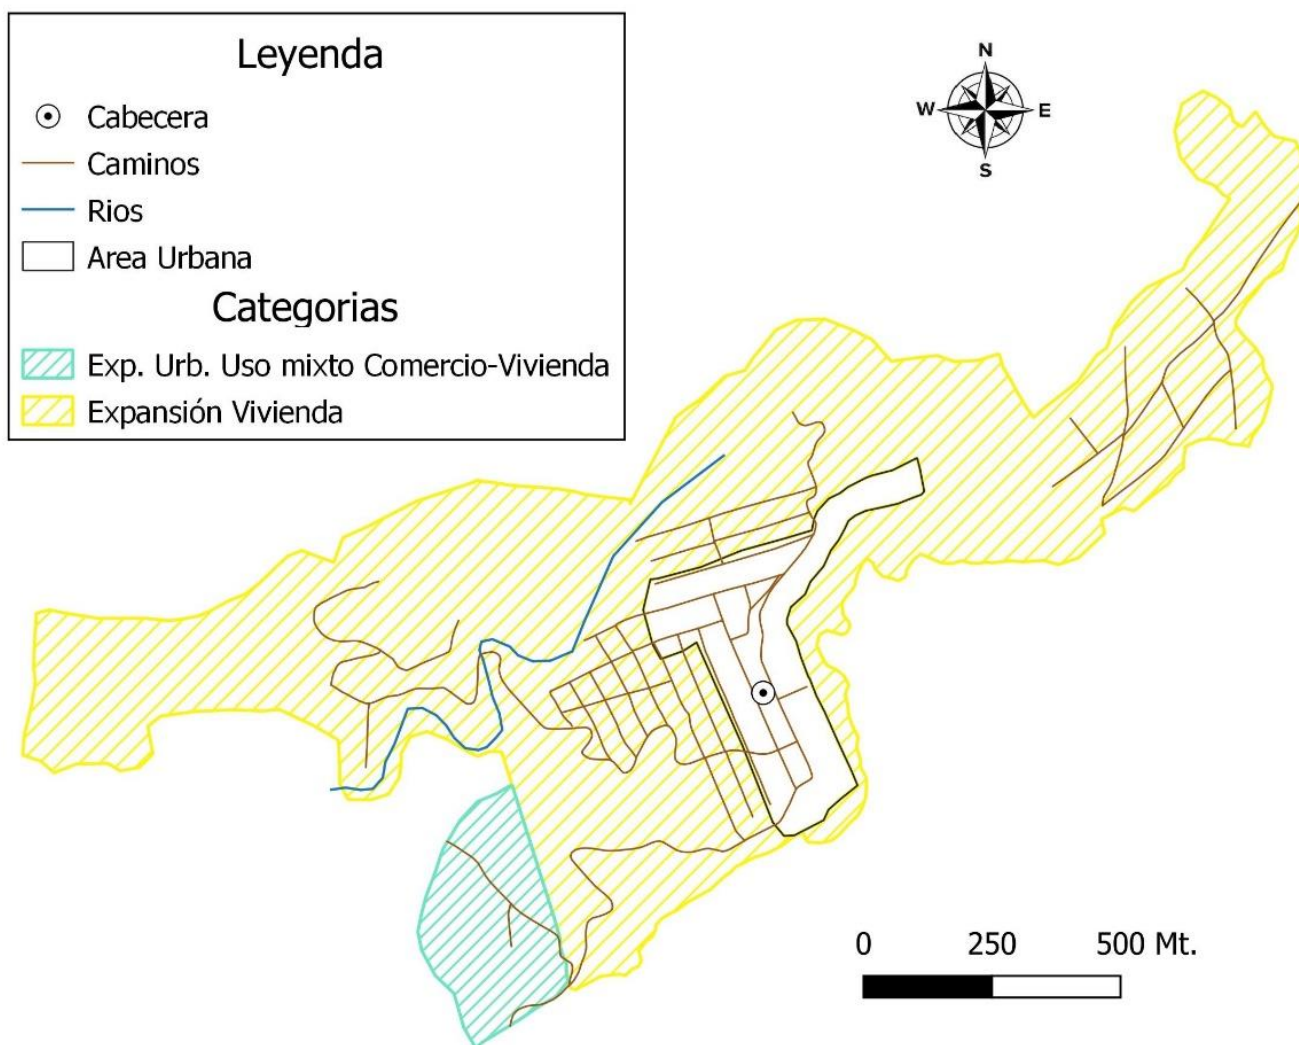 Leyenda
Cabecera
Caminos
Rios
Area Urbana
Categorias
Exp. Urb. Uso mixto Comercio-Vivienda
Expansión Vivienda
N
W E
S
0 250 500 Mt.